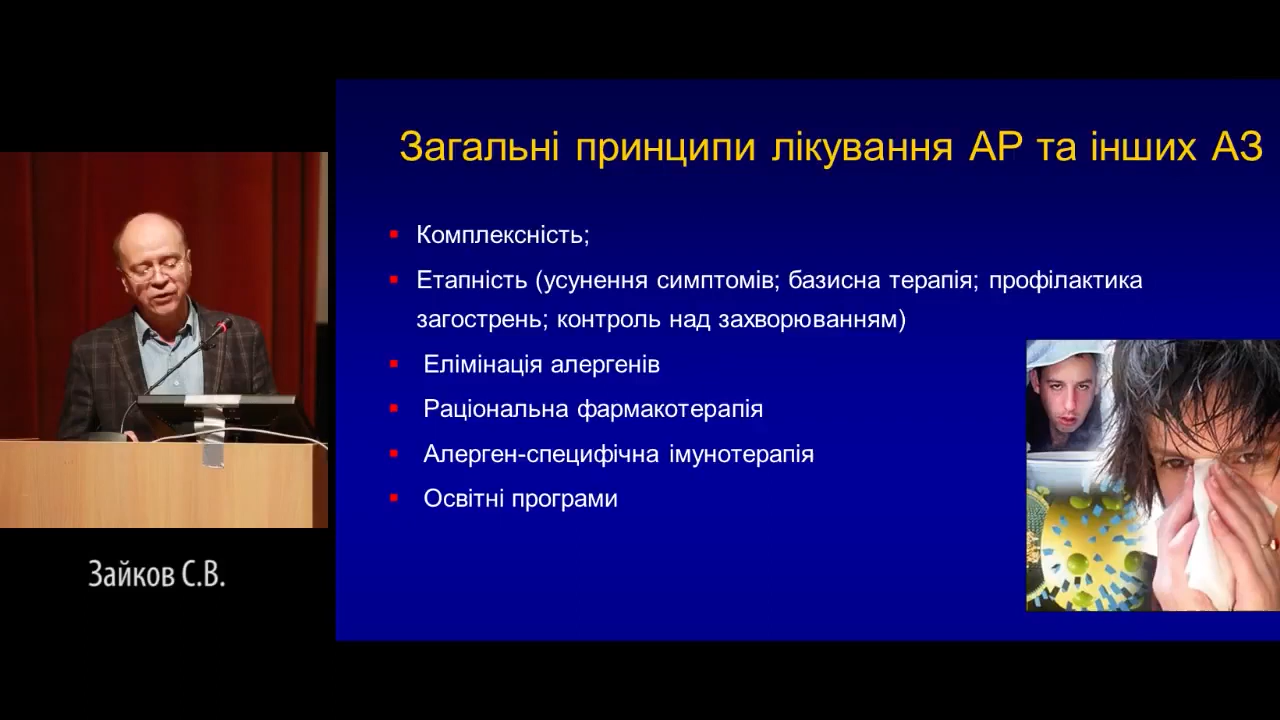 Загальні принципи лікування АР та інших АЗ
Комплексність;
Етапність (усунення симптомів; базисна терапія; профілактика
загострень; контроль над захворюванням)
Елімінація алергенів
Раціональна фармакотерапія
Алерген-специфічна імунотерапія
Освітні програми
Зайков С.В.